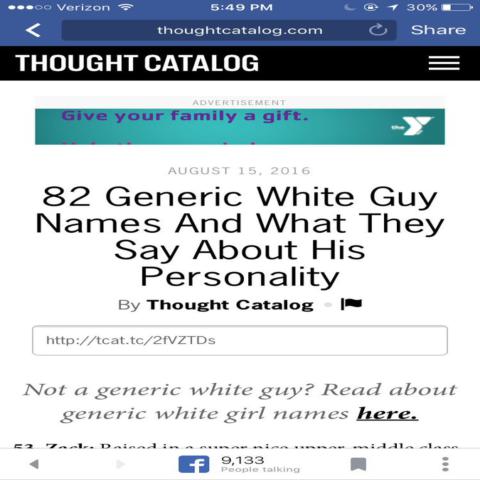 Verizon 5:49 PM 30%
thoughtcatalog.com Share
THOUGHT CATALOG
ADVERTISEMENT
Give your family a gift.
the Y
AUGUST 15, 2016
82 Generic White Guy
Names And What They
Say About His
Personality
By Thought Catalog
http://tcat.tc/2fVZTDs
Not a generic white guy? Read about
generic white girl names here.
53. Zack: Raised in a super nice upper-middle class
9,133
People talking